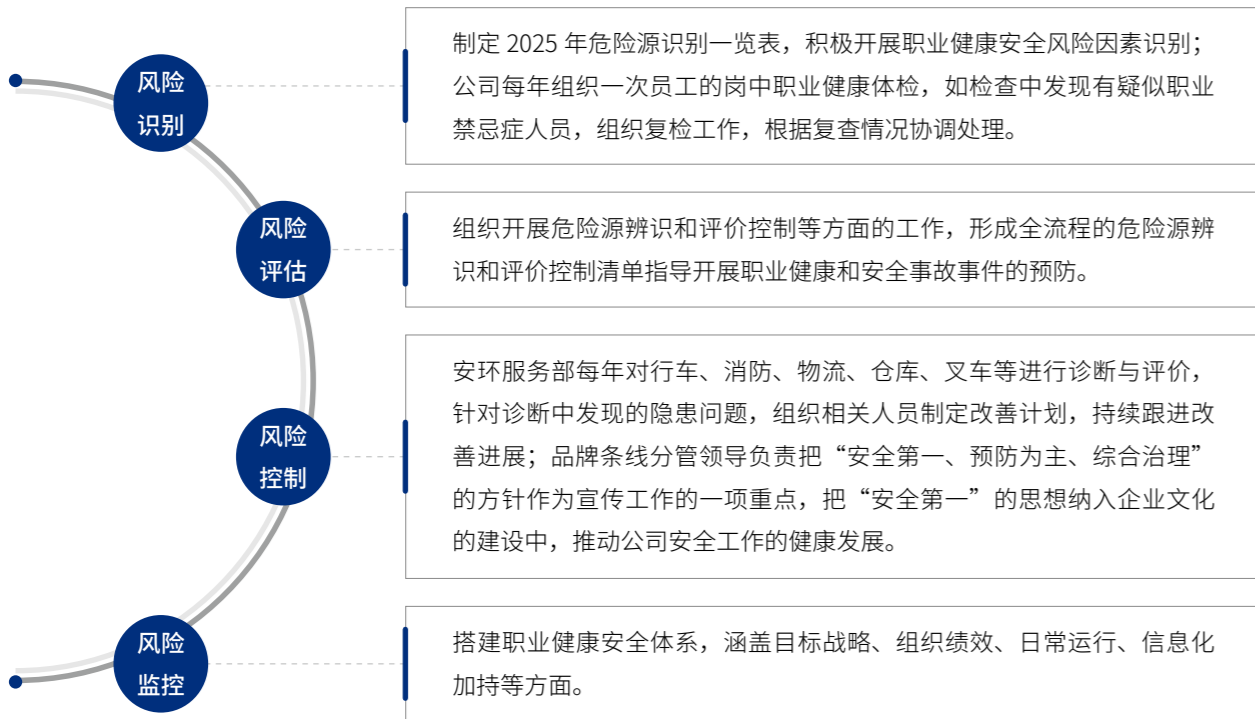 风险
识别
制定 2025 年危险源识别一览表，积极开展职业健康安全风险因素识别；
公司每年组织一次员工的岗中职业健康体检，如检查中发现有疑似职业
禁忌症人员，组织复检工作，根据复查情况协调处理。
风险
评估
组织开展危险源辨识和评价控制等方面的工作，形成全流程的危险源辨
识和评价控制清单指导开展职业健康和安全事故事件的预防。
风险
控制
安环服务部每年对行车、消防、物流、仓库、叉车等进行诊断与评价，
针对诊断中发现的隐患问题，组织相关人员制定改善计划，持续跟进改
善进展；品牌条线分管领导负责把“安全第一、预防为主、综合治理”
的方针作为宣传工作的一项重点，把“安全第一”的思想纳入企业文化
的建设中，推动公司安全工作的健康发展。
风险
监控
搭建职业健康安全体系，涵盖目标战略、组织绩效、日常运行、信息化
加持等方面。